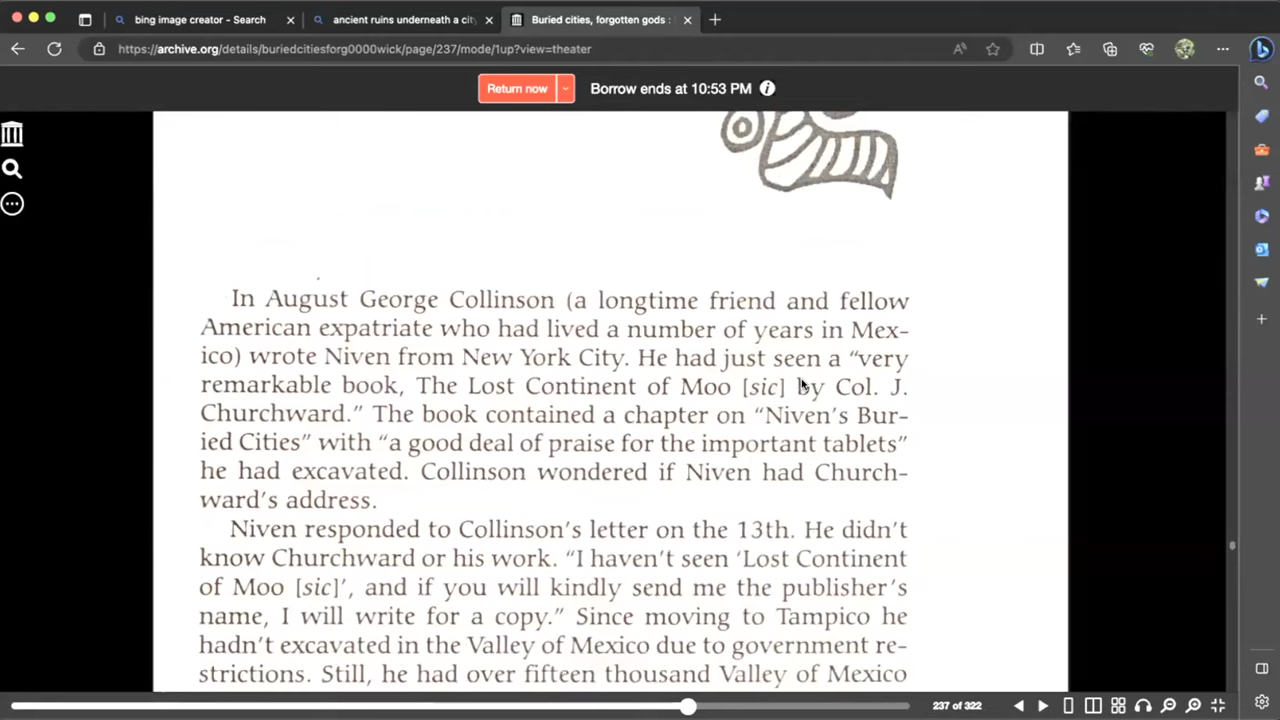 bing image creator - Search
ancient ruins underneath a city
Buried cities, forgotten gods :
https://archive.org/details/buriedcitiesforg0000wick/page/237/mode/1up?view=theater
Return now
Borrow ends at 10:53 PM
In August George Collinson (a longtime friend and fellow
American expatriate who had lived a number of years in Mex-
ico) wrote Niven from New York City. He had just seen a “very
remarkable book, The Lost Continent of Moo [sic] by Col. J.
Churchward.” The book contained a chapter on “Niven’s Bur-
ied Cities” with “a good deal of praise for the important tablets”
he had excavated. Collinson wondered if Niven had Church-
ward’s address.
Niven responded to Collinson’s letter on the 13th. He didn’t
know Churchward or his work. “I haven’t seen ‘Lost Continent
of Moo [sic]’, and if you will kindly send me the publisher’s
name, I will write for a copy.” Since moving to Tampico he
hadn’t excavated in the Valley of Mexico due to government re-
strictions. Still, he had over fifteen thousand Valley of Mexico
237 of 322